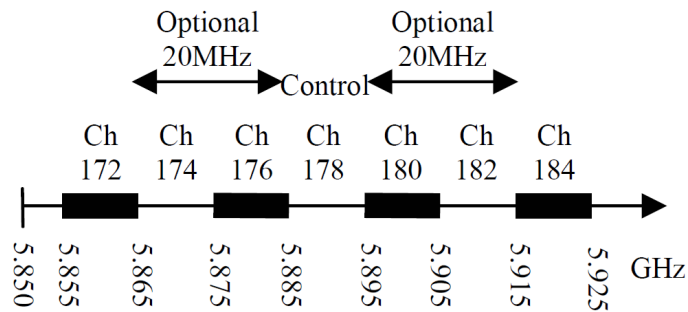 Optional Optional
20MHz Control 20MHz
Ch Ch Ch Ch Ch Ch Ch
172 174 176 178 180 182 184
5.850 5.855 5.865 5.875 5.885 5.895 5.905 5.915 5.925 GHz